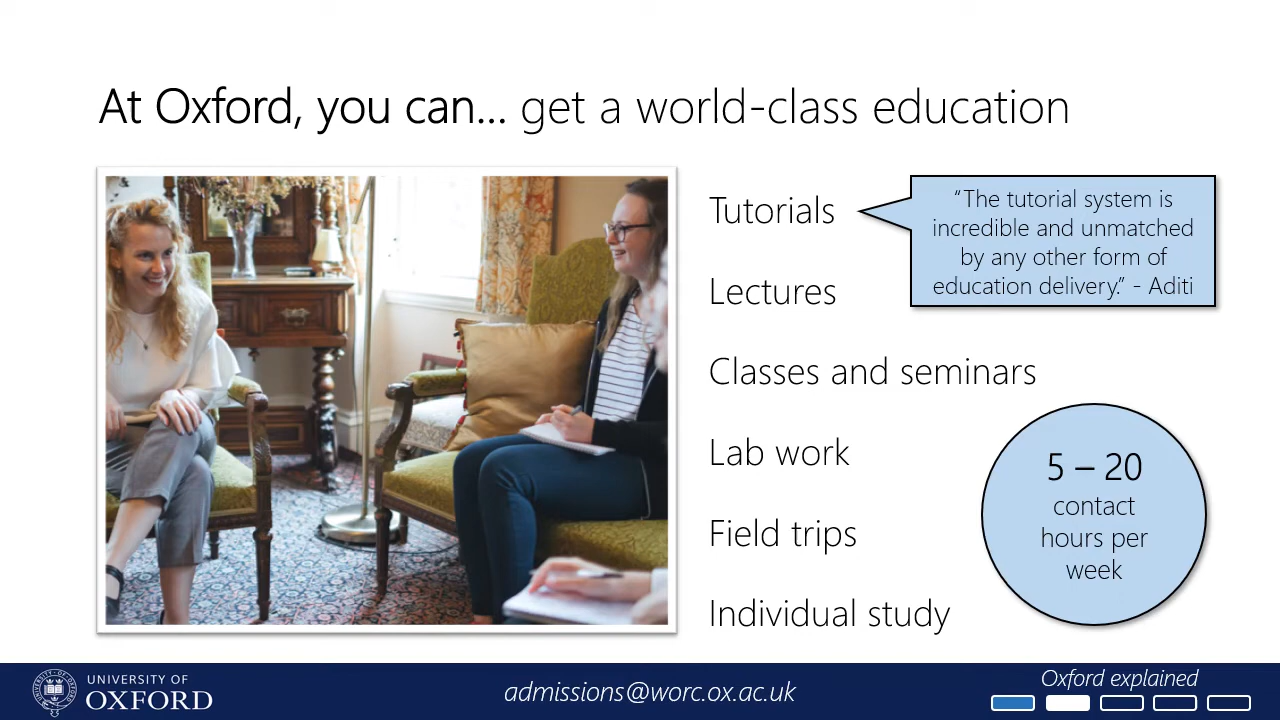 At Oxford, you can... get a world-class education
Tutorials
"The tutorial system is
incredible and unmatched
by any other form of
education delivery." - Aditi
Lectures
Classes and seminars
Lab work
Field trips
Individual study
5 – 20
contact
hours per
week
UNIVERSITY OF
OXFORD
admissions@worc.ox.ac.uk
Oxford explained